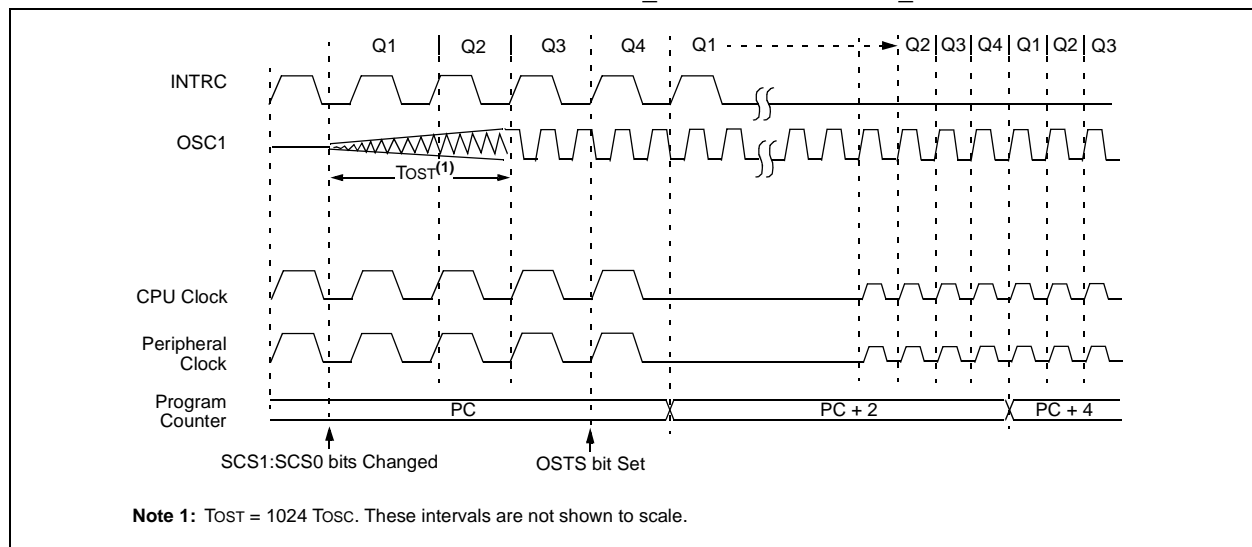 Q1 Q2 Q3 Q4 Q1 Q2 Q3 Q4 Q1 Q2 Q3
INTRC
OSC1
TOST(1)
CPU Clock
Peripheral
Clock
Program
Counter
PC PC + 2 PC + 4
SCS1:SCS0 bits Changed OSTS bit Set
Note 1: TOST = 1024 TOSC. These intervals are not shown to scale.